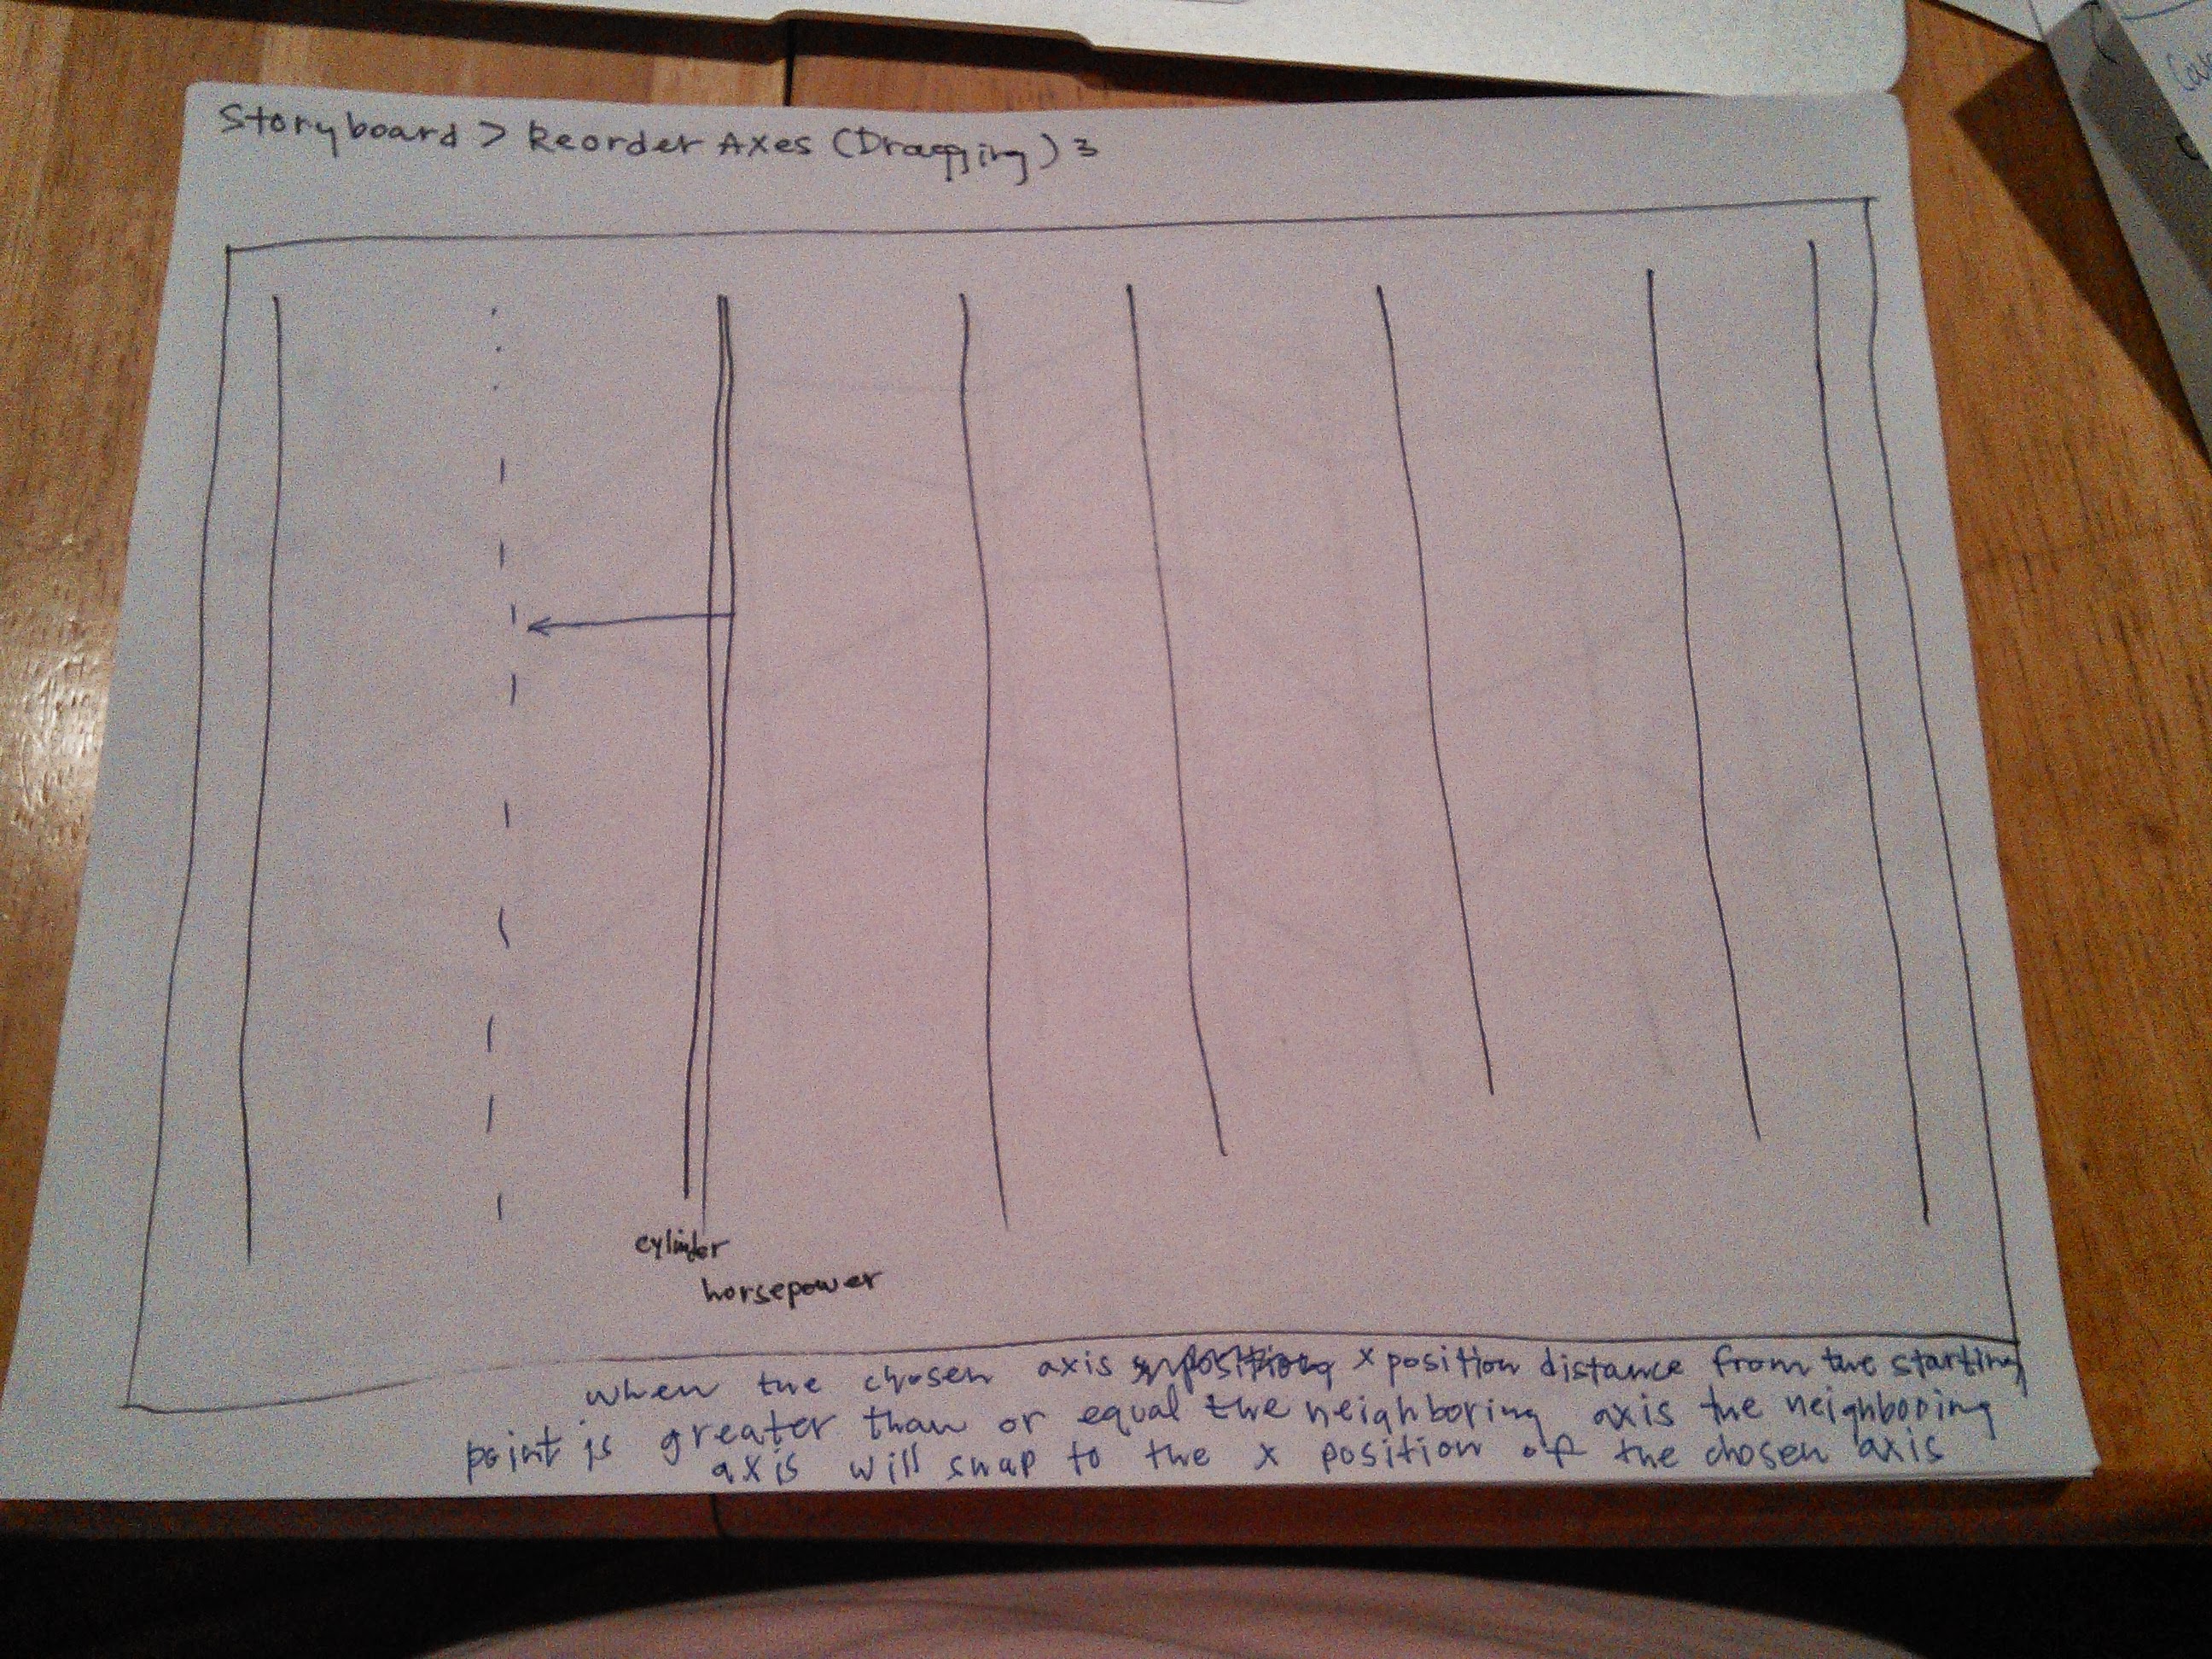 Storyboard > Reorder Axes (Dragging) 3
cylinder
horsepower
when the chosen axis x position distance from the starting
point is greater than or equal the neighboring axis the neighboring
axis will snap to the x position of the chosen axis